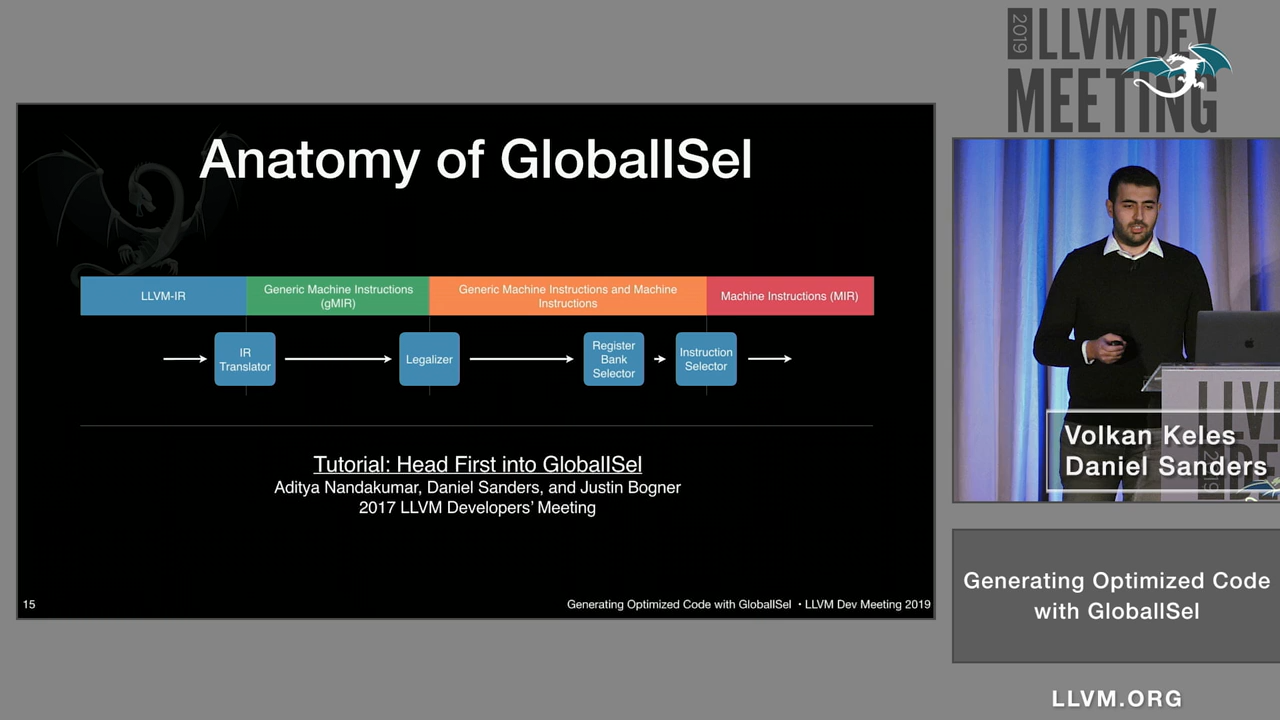 2019
LLVM DEV
MEETING
Anatomy of GlobalISel
LLVM-IR
Generic Machine Instructions
(gMIR)
Generic Machine Instructions and Machine
Instructions
Machine Instructions (MIR)
IR
Translator
Legalizer
Register
Bank
Selector
Instruction
Selector
Tutorial: Head First into GlobalISel
Aditya Nandakumar, Daniel Sanders, and Justin Bogner
2017 LLVM Developers' Meeting
15
Generating Optimized Code with GlobalISel • LLVM Dev Meeting 2019
Volkan Keles
Daniel Sanders
Generating Optimized Code
with GlobalISel
LLVM.ORG